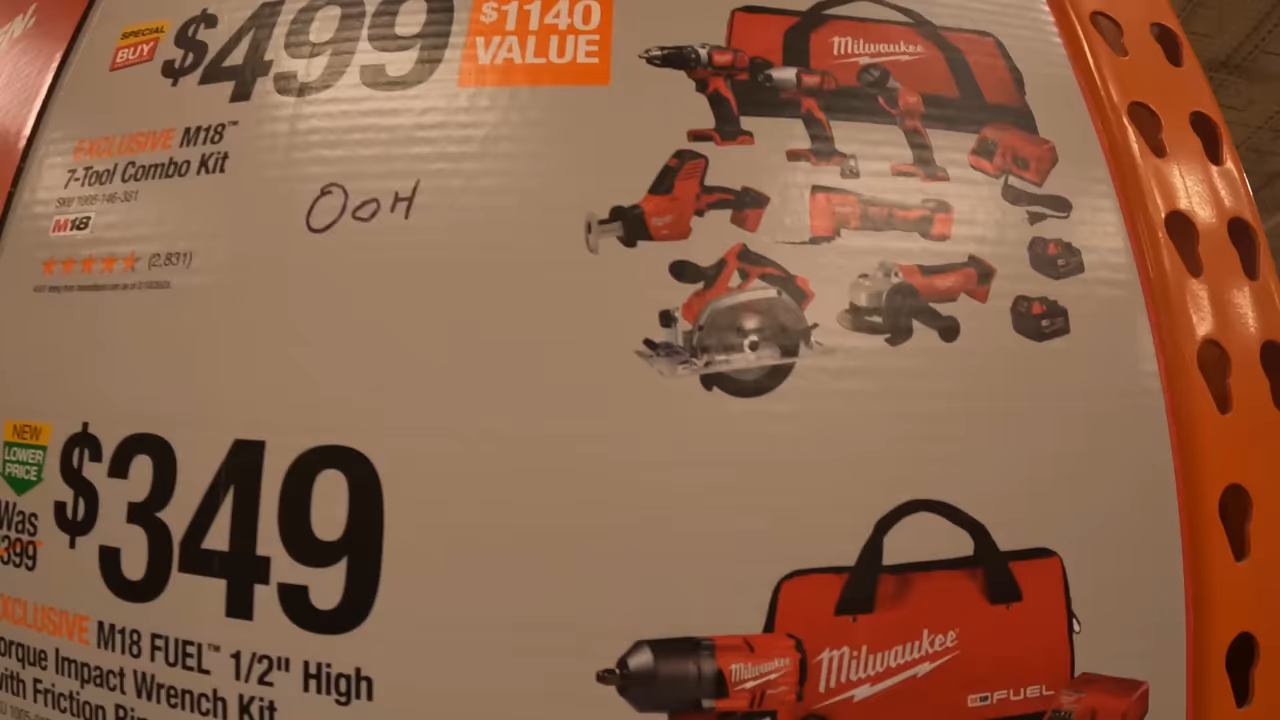 SPECIAL
BUY
$499
$1140
VALUE
Milwaukee
EXCLUSIVE M18™
7-Tool Combo Kit
M18
OOH
(2,831)
NEW
LOWER
PRICE
Was
399
$349
XCLUSIVE M18 FUEL™ 1/2" High
orque Impact Wrench Kit
with Friction
Milwaukee
Milwaukee
M18 FUEL